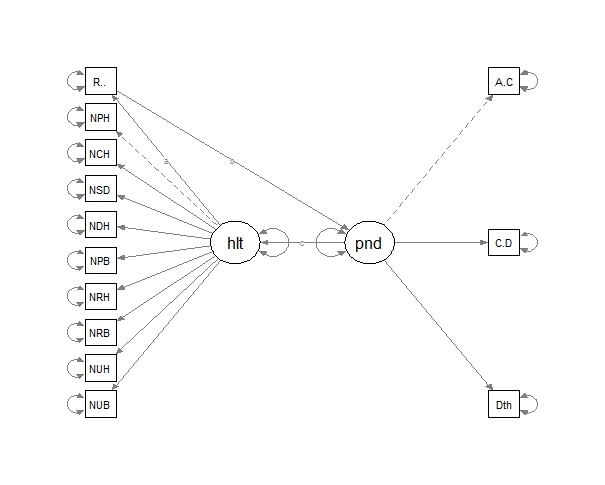 R..
A.C
NPH
NCH
a
b
NSD
NDH
hlt
c
pnd
C.D
NPB
NRH
NRB
NUH
NUB
Dth